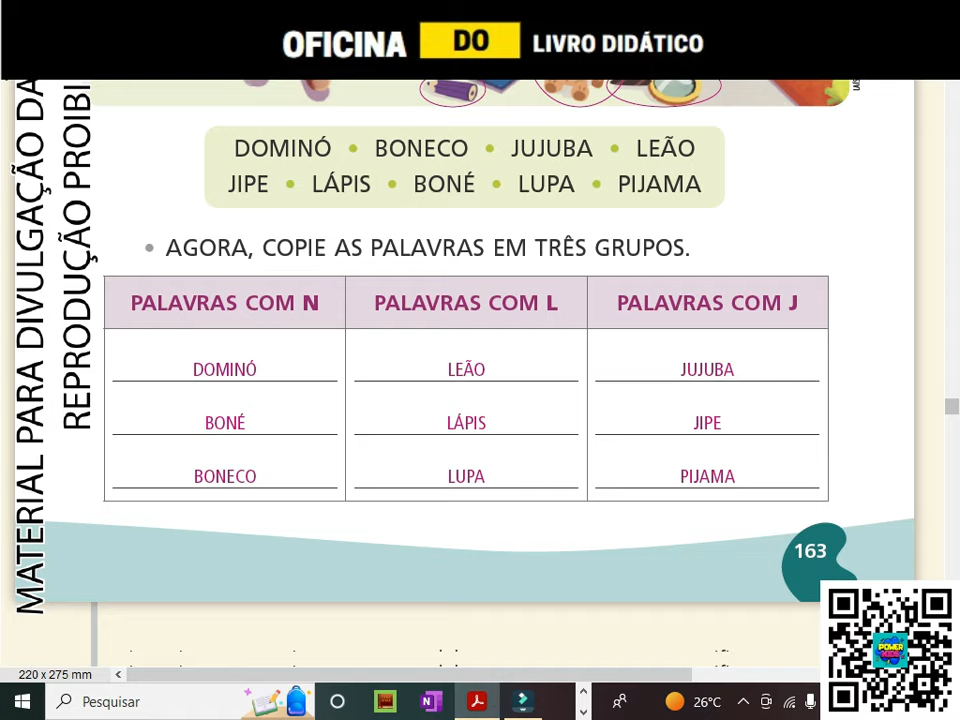 OFICINA DO LIVRO DIDÁTICO
MATERIAL PARA DIVULGAÇÃO DA
REPRODUÇÃO PROIBI
DOMINÓ • BONECO • JUJUBA • LEÃO
JIPE • LÁPIS • BONÉ • LUPA • PIJAMA
• AGORA, COPIE AS PALAVRAS EM TRÊS GRUPOS.
PALAVRAS COM N PALAVRAS COM L PALAVRAS COM J
DOMINÓ LEÃO JUJUBA
BONÉ LÁPIS JIPE
BONECO LUPA PIJAMA
163
POWER KIDS
220 x 275 mm
Pesquisar 26°C